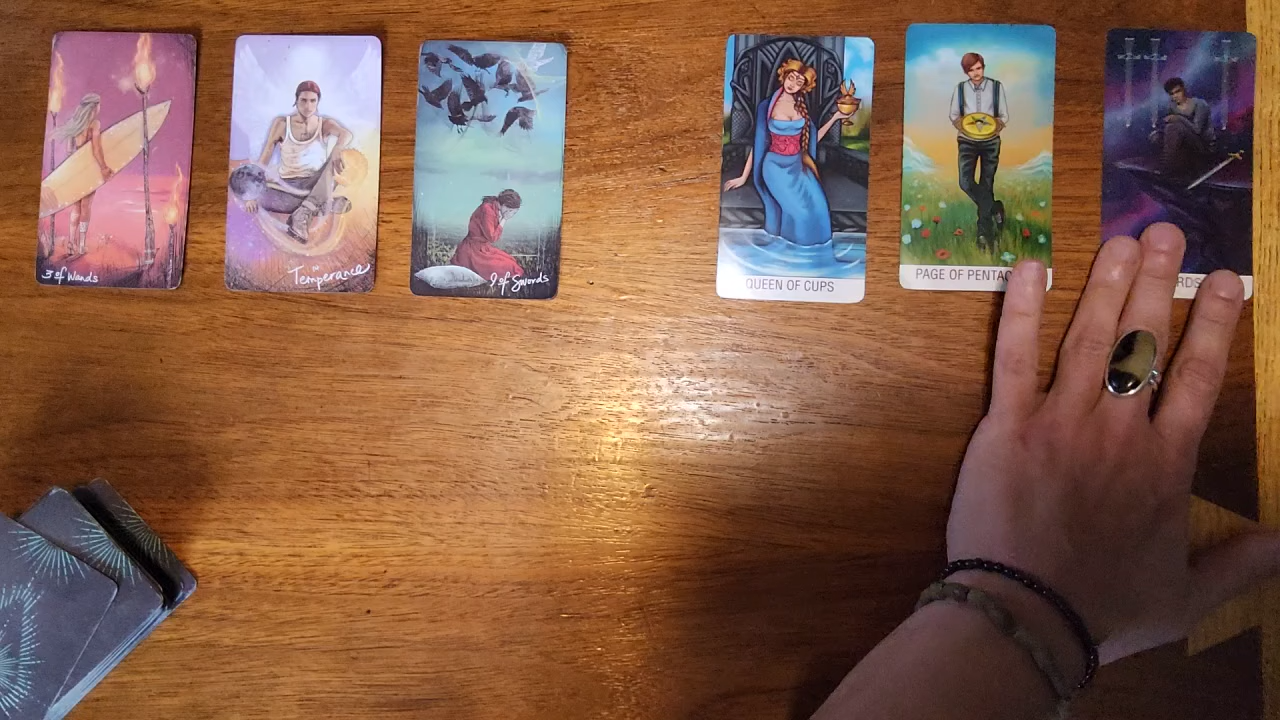 3 of Wands
Temperance
9 of Swords
QUEEN OF CUPS
PAGE OF PENTAC
RDS